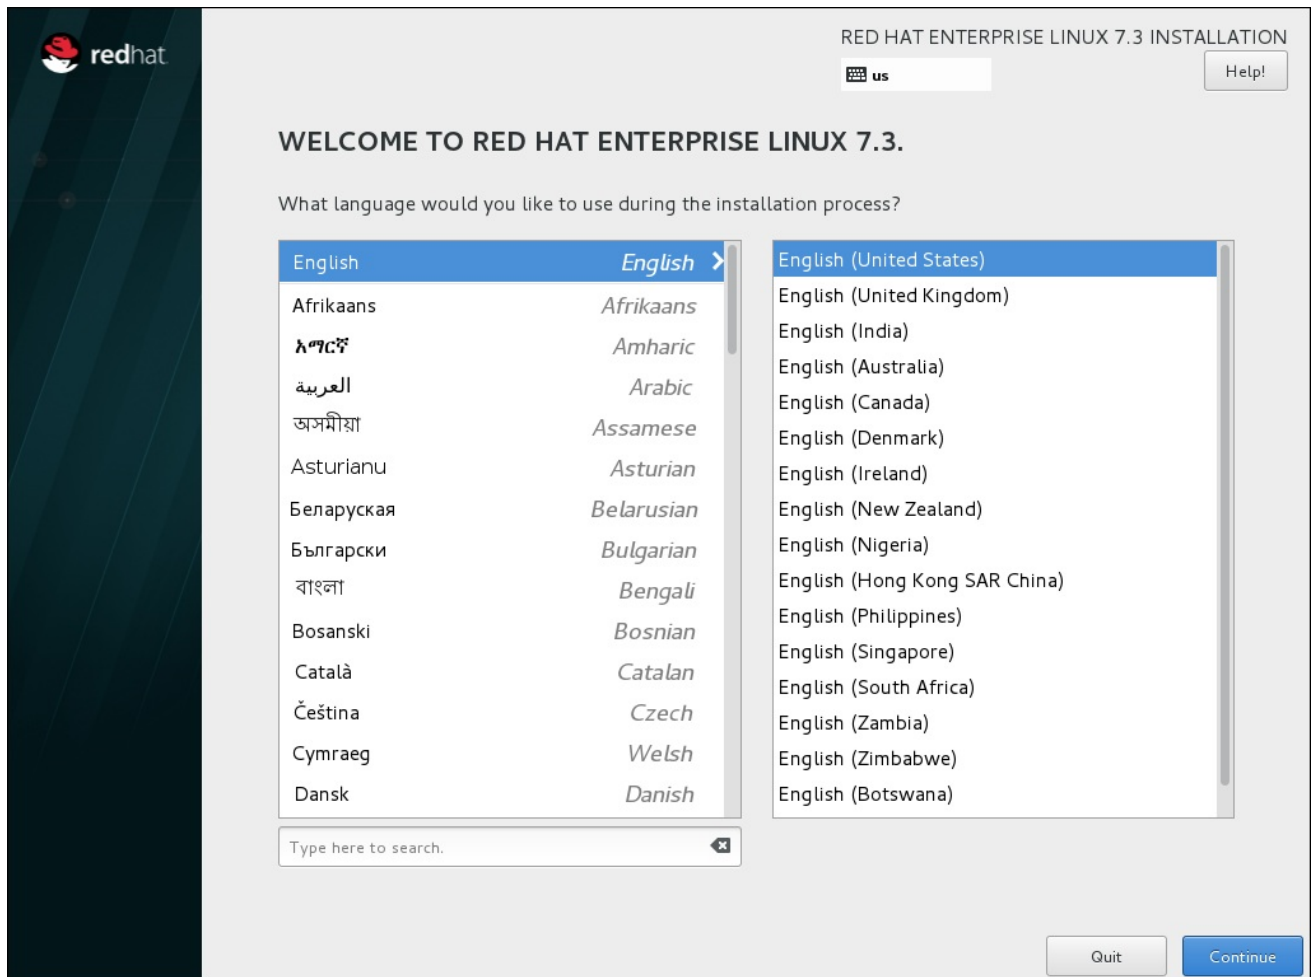 redhat
RED HAT ENTERPRISE LINUX 7.3 INSTALLATION
us
Help!
WELCOME TO RED HAT ENTERPRISE LINUX 7.3.
What language would you like to use during the installation process?
English English
Afrikaans Afrikaans
አማርኛ Amharic
العربية Arabic
অসমীয়া Assamese
Asturianu Asturian
Беларуская Belarusian
Български Bulgarian
বাংলা Bengali
Bosanski Bosnian
Català Catalan
Čeština Czech
Cymraeg Welsh
Dansk Danish
Type here to search.
English (United States)
English (United Kingdom)
English (India)
English (Australia)
English (Canada)
English (Denmark)
English (Ireland)
English (New Zealand)
English (Nigeria)
English (Hong Kong SAR China)
English (Philippines)
English (Singapore)
English (South Africa)
English (Zambia)
English (Zimbabwe)
English (Botswana)
Quit
Continue